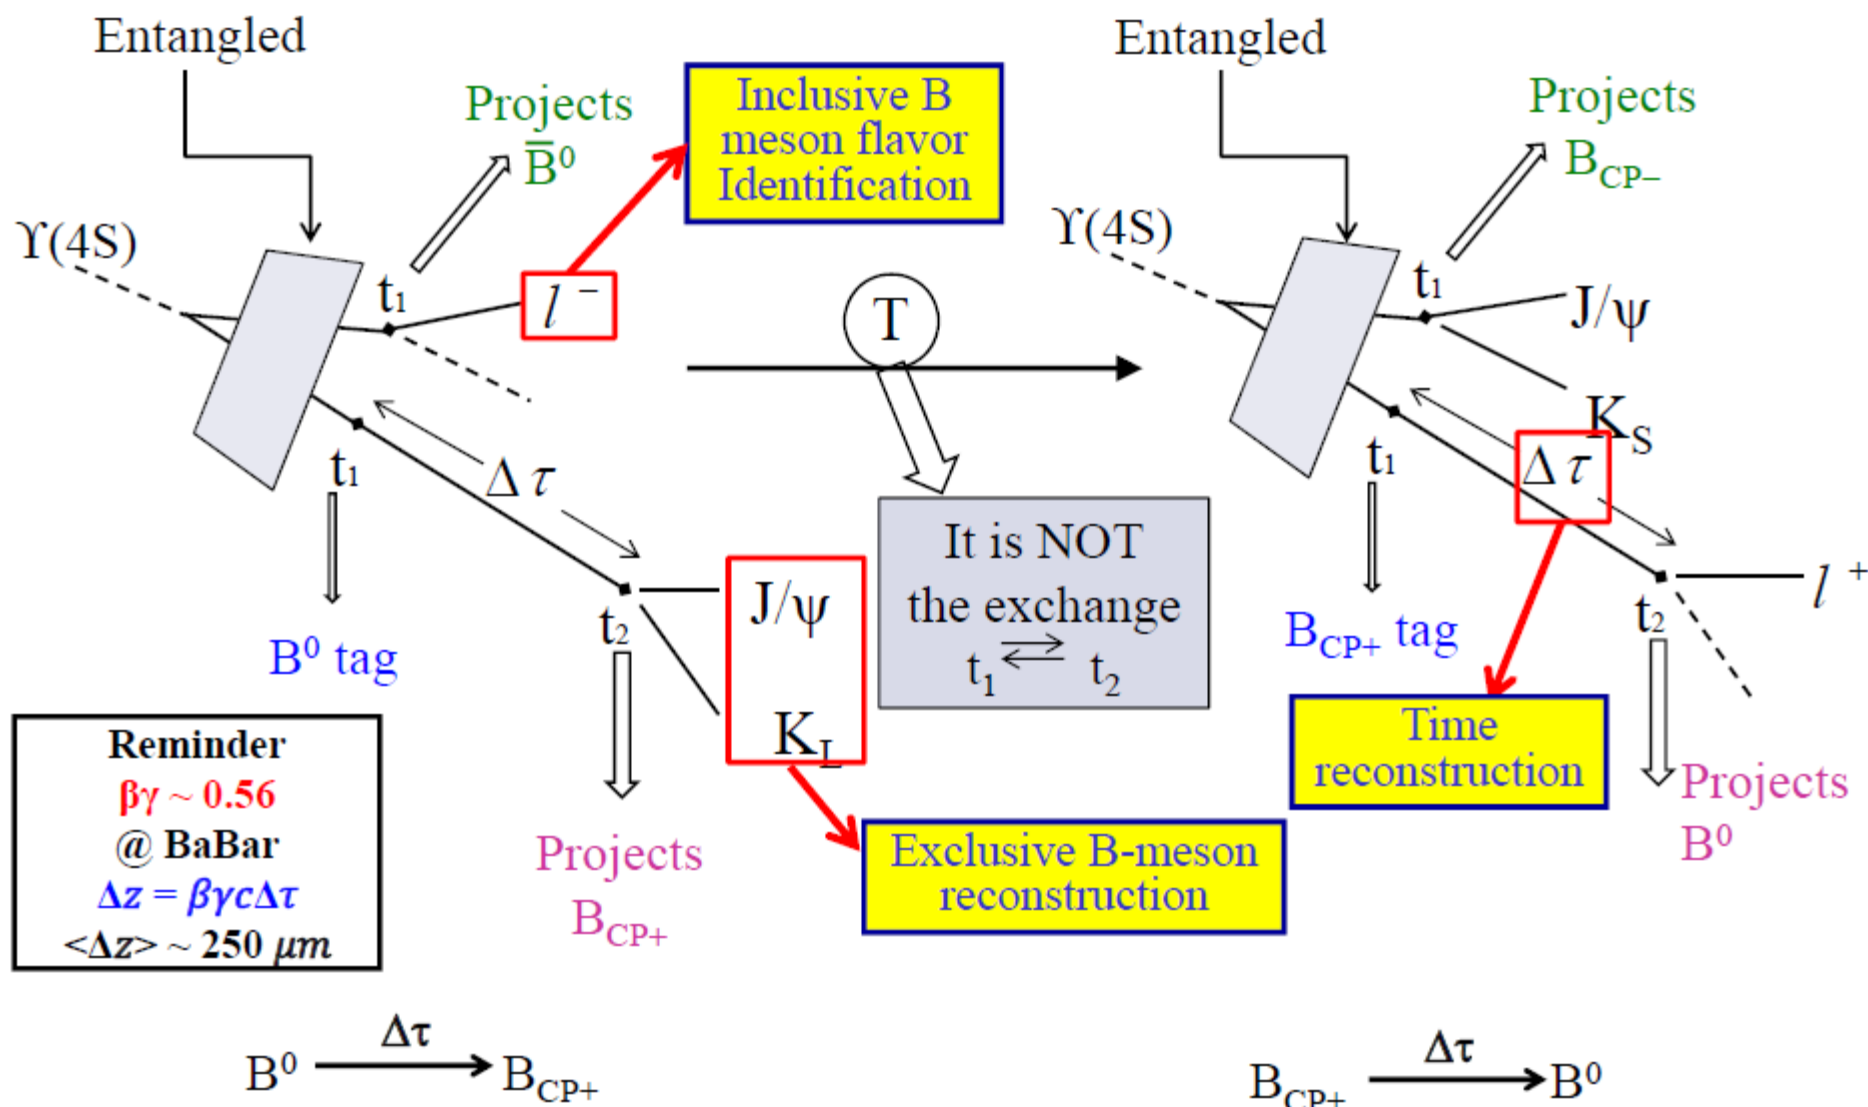 Entangled
Projects
B̅⁰
Inclusive B
meson flavor
Identification
ϒ(4S)
t₁
l ⁻
t₁
Δτ
B⁰ tag
J/ψ
K_L
t₂
Projects
B_CP+
Exclusive B-meson
reconstruction
Reminder
βγ ~ 0.56
@ BaBar
Δz = βγcΔτ
<Δz> ~ 250 μm
T
It is NOT
the exchange
t₁ ⇄ t₂
Entangled
Projects
B_CP−
ϒ(4S)
t₁
J/ψ
K_S
t₁
Δτ
B_CP+ tag
l ⁺
t₂
Time
reconstruction
Projects
B⁰
Δτ
B⁰ → B_CP+
Δτ
B_CP+ → B⁰